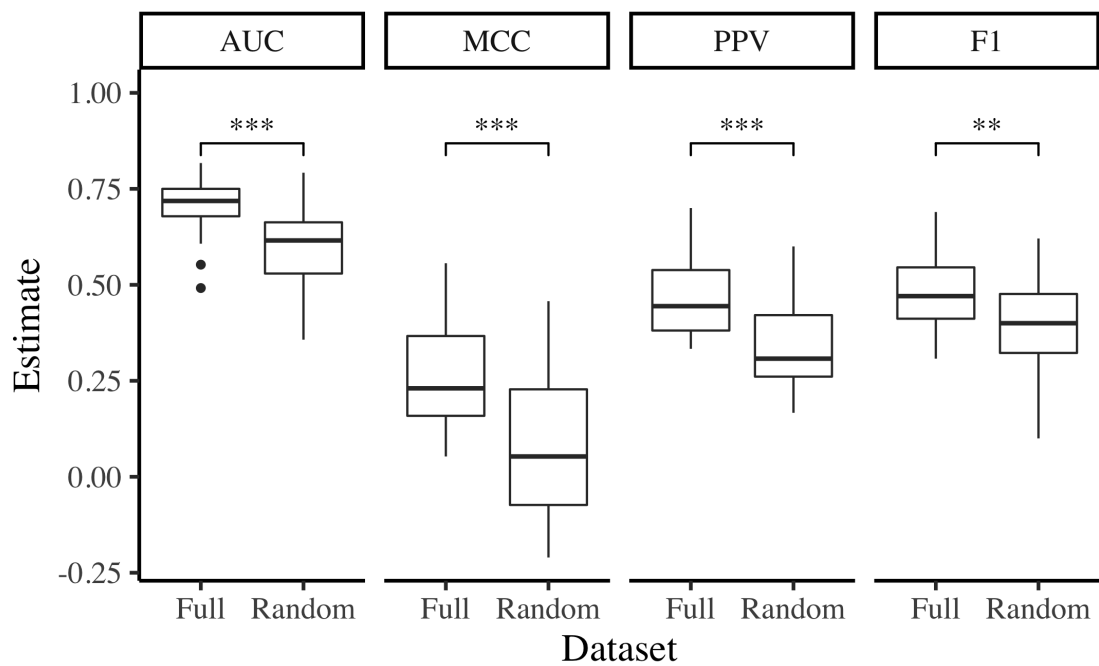 AUC MCC PPV F1
*** *** *** **
1.00
0.75
0.50
0.25
0.00
-0.25
Estimate
Full Random Full Random Full Random Full Random
Dataset